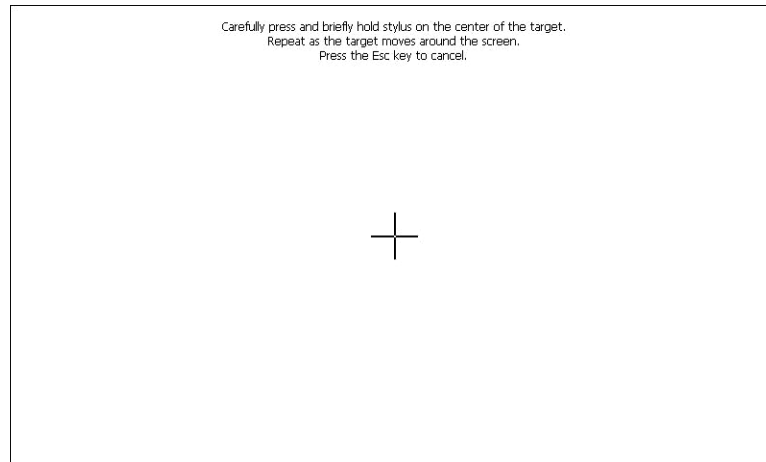 Carefully press and briefly hold stylus on the center of the target.
Repeat as the target moves around the screen.
Press the Esc key to cancel.